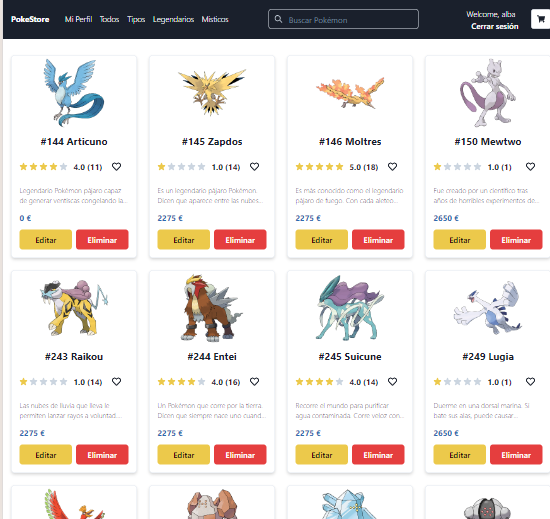 PokeStore Mi Perfil Todos Tipos Legendarios Místicos Buscar Pokémon Welcome, alba
Cerrar sesión
#144 Articuno #145 Zapdos #146 Moltres #150 Mewtwo
4.0 (11) 1.0 (14) 5.0 (18) 1.0 (1)
Legendario Pokémon pájaro capaz Es un legendario pájaro Pokémon. Es más conocido como el legendario Fue creado por un científico tras
de generar ventiscas congelando la... Dicen que aparece entre las nubes... pájaro de fuego. Con cada aleteo... años de horribles experimentos de...
0 € 2275 € 2275 € 2650 €
Editar Eliminar Editar Eliminar Editar Eliminar Editar Eliminar
#243 Raikou #244 Entei #245 Suicune #249 Lugia
1.0 (14) 4.0 (16) 4.0 (14) 1.0 (1)
Las nubes de lluvia que lleva le Un Pokémon que corre por la tierra. Recorre el mundo para purificar Duerme en una dorsal marina. Si
permiten lanzar rayos a voluntad... Dicen que siempre nace uno cuand... agua contaminada. Corre veloz con... bate sus alas, puede causar...
2275 € 2275 € 2275 € 2650 €
Editar Eliminar Editar Eliminar Editar Eliminar Editar Eliminar